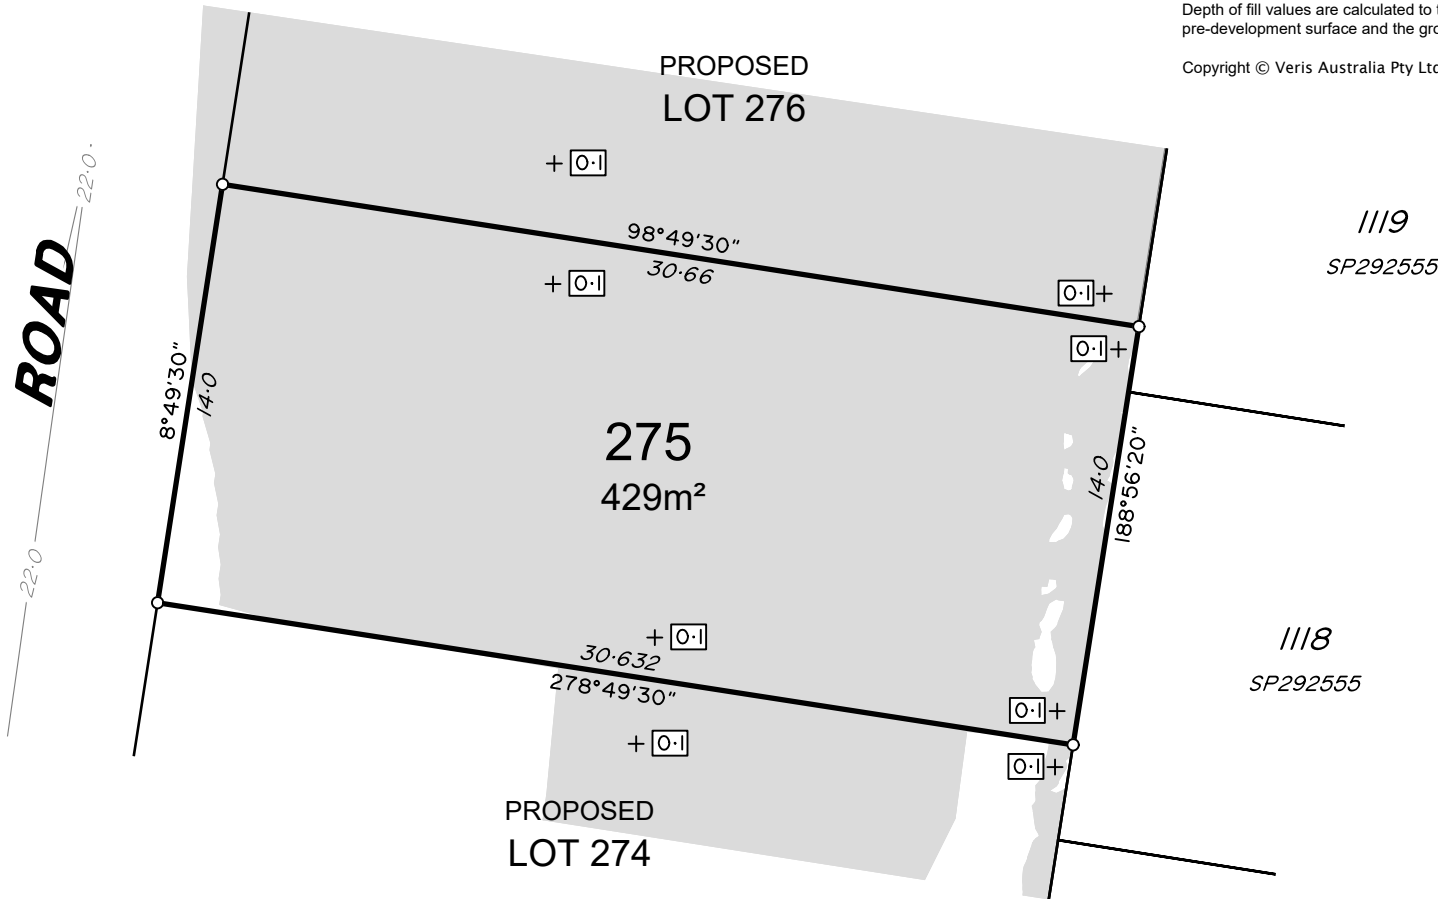 Depth of fill values are calculated to
pre-development surface and the
Copyright © Veris Australia Pty Ltd
PROPOSED
LOT 276
0·1
22·0
ROAD
98°49'30"
30·66
0·1
0·1
0·1
1119
SP292555
8°49'30"
14·0
275
429m²
14·0
188°56'20"
22·0
0·1
30·632
278°49'30"
1118
SP292555
0·1
0·1
0·1
PROPOSED
LOT 274